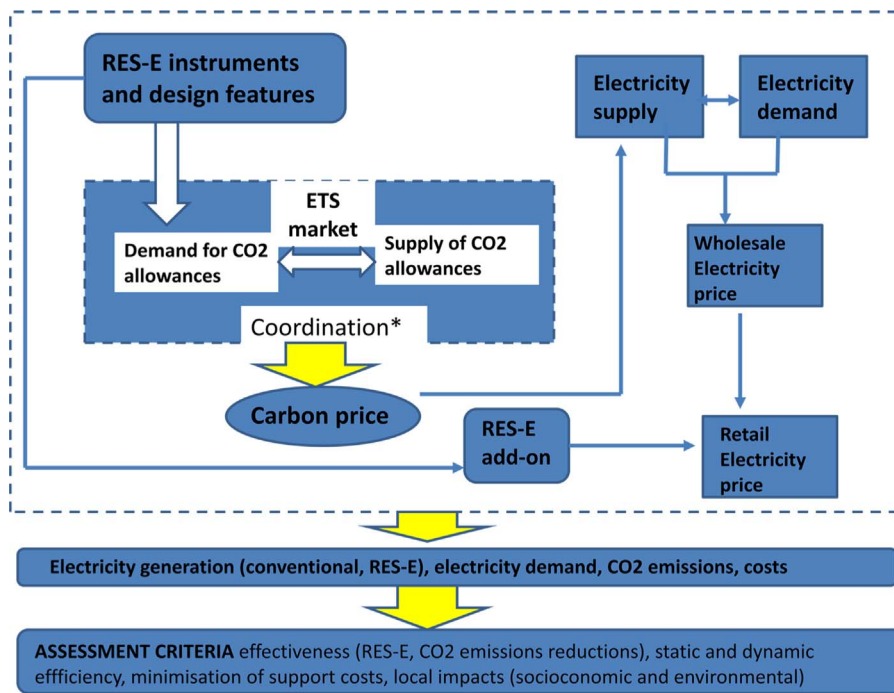 RES-E instruments
and design features
Electricity
supply
Electricity
demand
ETS
market
Demand for CO2
allowances
Supply of CO2
allowances
Wholesale
Electricity
price
Coordination*
Carbon price
RES-E
add-on
Retail
Electricity
price
Electricity generation (conventional, RES-E), electricity demand, CO2 emissions, costs
ASSESSMENT CRITERIA effectiveness (RES-E, CO2 emissions reductions), static and dynamic
effficiency, minimisation of support costs, local impacts (socioeconomic and environmental)